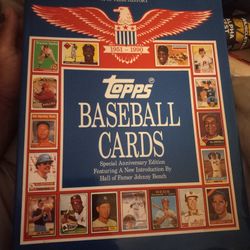 1951 - 1990
topps
BASEBALL
CARDS
Special Anniversary Edition
Featuring A New Introduction By
Hall of Famer Johnny Bench